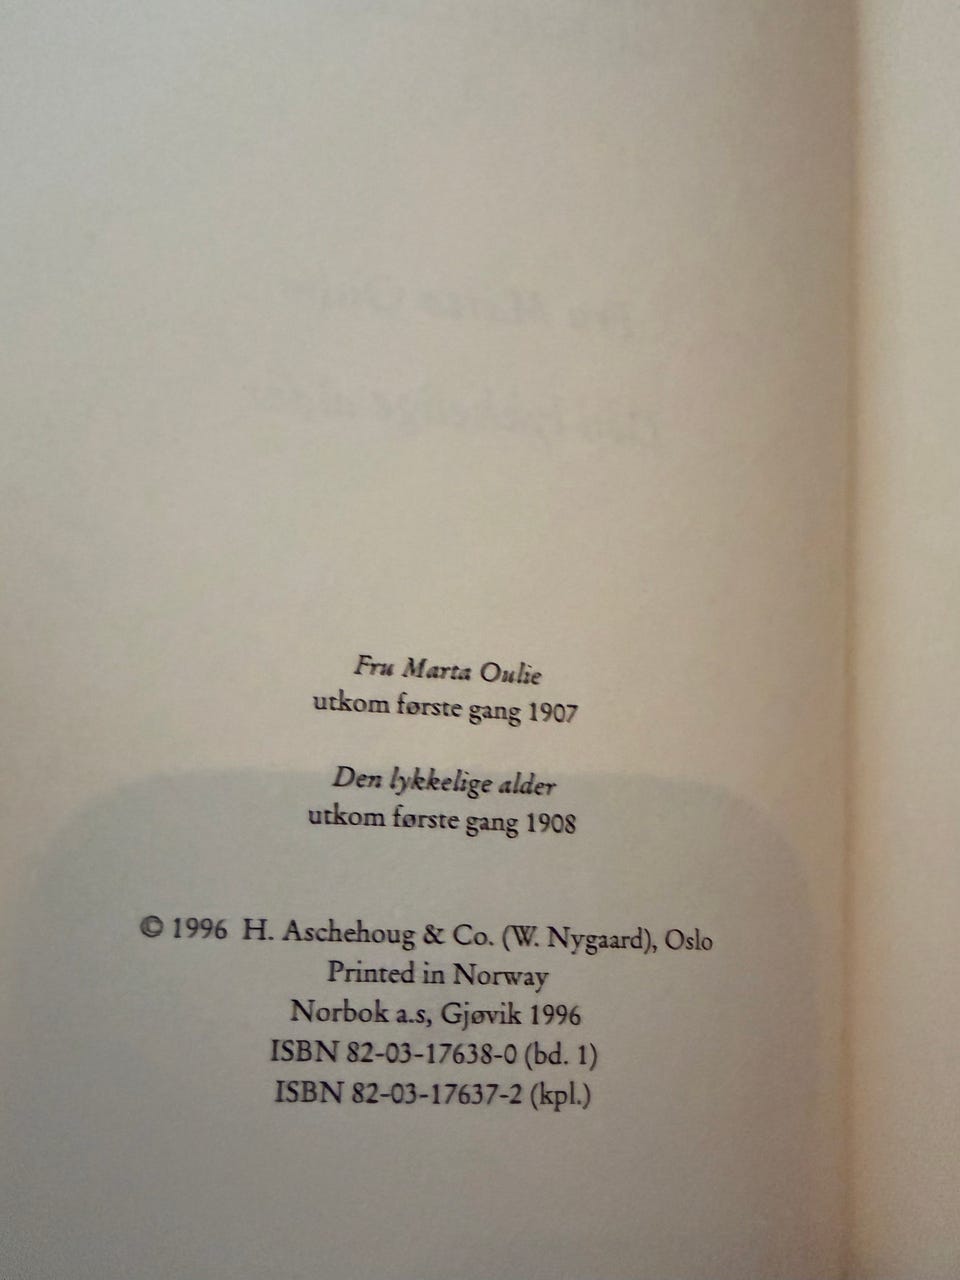 Fru Marta Oulie
utkom første gang 1907
Den lykkelige alder
utkom første gang 1908
© 1996 H. Aschehoug & Co. (W. Nygaard), Oslo
Printed in Norway
Norbok a.s, Gjøvik 1996
ISBN 82-03-17638-0 (bd. 1)
ISBN 82-03-17637-2 (kpl.)